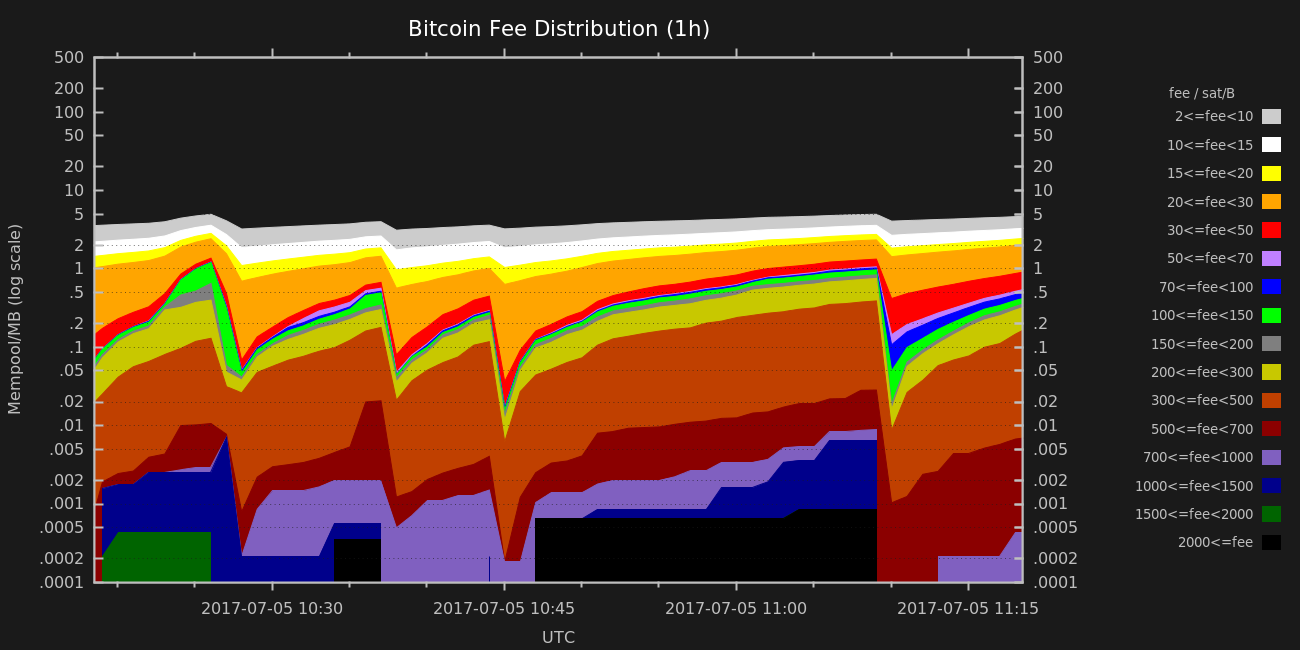 Bitcoin Fee Distribution (1h)
Mempool/MB (log scale)
500
200
100
50
20
10
5
2
1
.5
.2
.1
.05
.02
.01
.005
.002
.001
.0005
.0002
.0001
500
200
100
50
20
10
5
2
1
.5
.2
.1
.05
.02
.01
.005
.002
.001
.0005
.0002
.0001
2017-07-05 10:30
2017-07-05 10:45
2017-07-05 11:00
2017-07-05 11:15
UTC
fee / sat/B
2<=fee<10
10<=fee<15
15<=fee<20
20<=fee<30
30<=fee<50
50<=fee<70
70<=fee<100
100<=fee<150
150<=fee<200
200<=fee<300
300<=fee<500
500<=fee<700
700<=fee<1000
1000<=fee<1500
1500<=fee<2000
2000<=fee